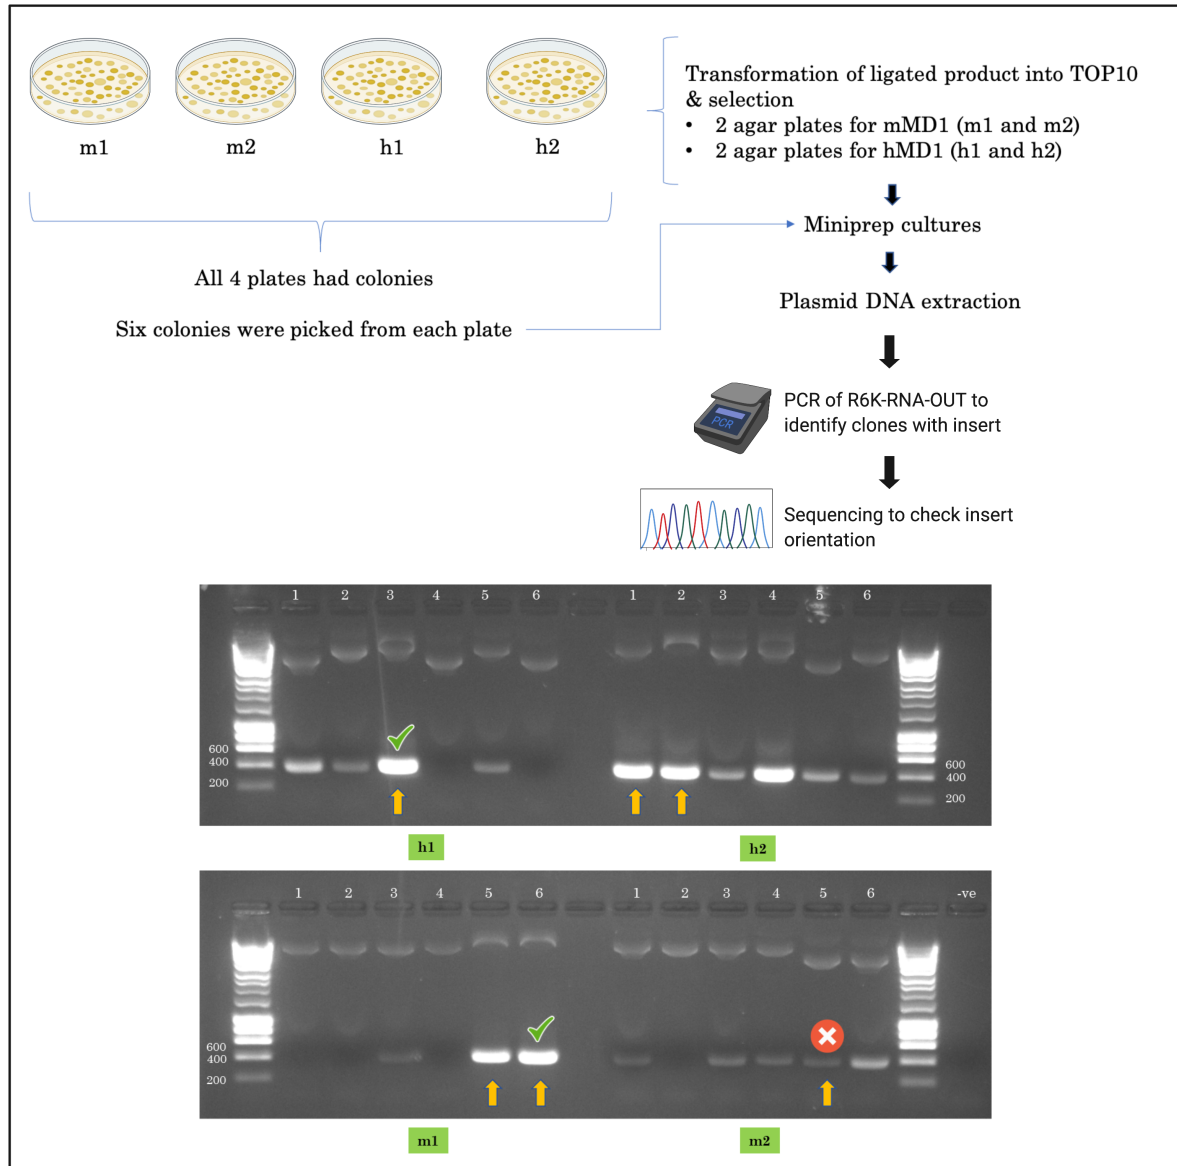 m1
m2
h1
h2
Transformation of ligated product into TOP10
& selection
• 2 agar plates for mMD1 (m1 and m2)
• 2 agar plates for hMD1 (h1 and h2)
All 4 plates had colonies
Six colonies were picked from each plate
Miniprep cultures
Plasmid DNA extraction
PCR
PCR of R6K-RNA-OUT to
identify clones with insert
Sequencing to check insert
orientation
1 2 3 4 5 6 1 2 3 4 5 6
600
400
200
600
400
200
h1
h2
1 2 3 4 5 6 1 2 3 4 5 6 -ve
600
400
200
m1
m2